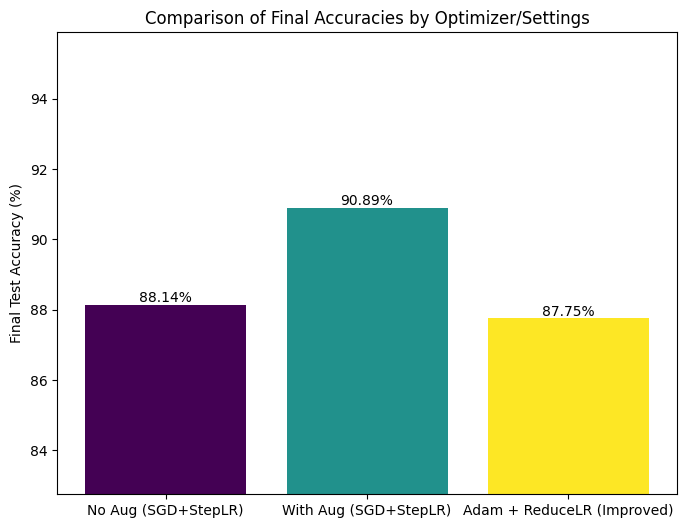 Comparison of Final Accuracies by Optimizer/Settings
Final Test Accuracy (%)
94
92
90
88
86
84
88.14%
90.89%
87.75%
No Aug (SGD+StepLR)
With Aug (SGD+StepLR)
Adam + ReduceLR (Improved)